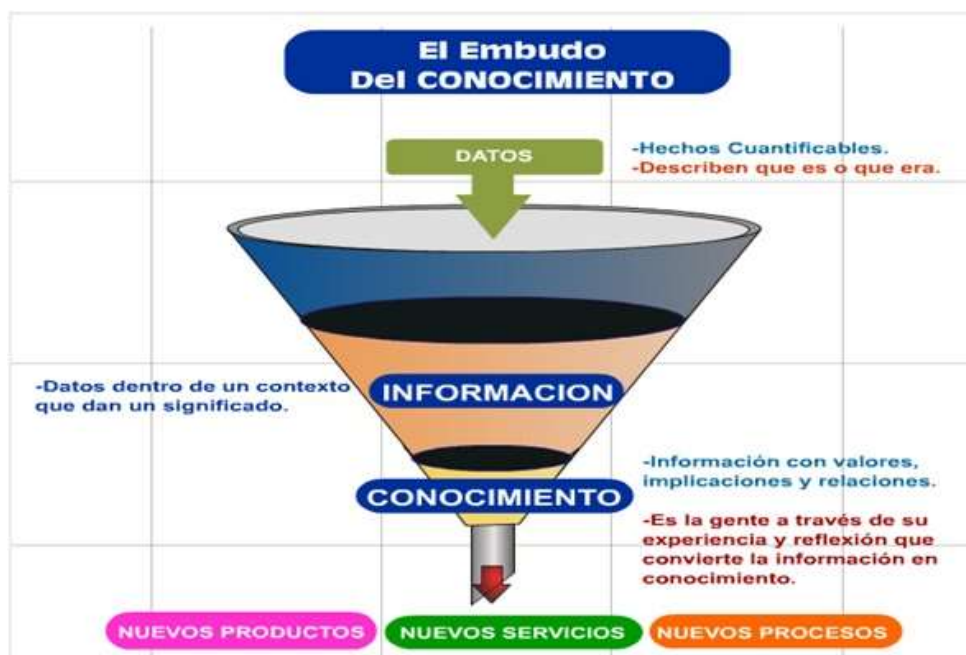 El Embudo
Del CONOCIMIENTO
DATOS
-Hechos Cuantificables.
-Describen que es o que era.
-Datos dentro de un contexto
que dan un significado.
INFORMACION
CONOCIMIENTO
-Información con valores,
implicaciones y relaciones.
-Es la gente a través de su
experiencia y reflexión que
convierte la información en
conocimiento.
NUEVOS PRODUCTOS
NUEVOS SERVICIOS
NUEVOS PROCESOS